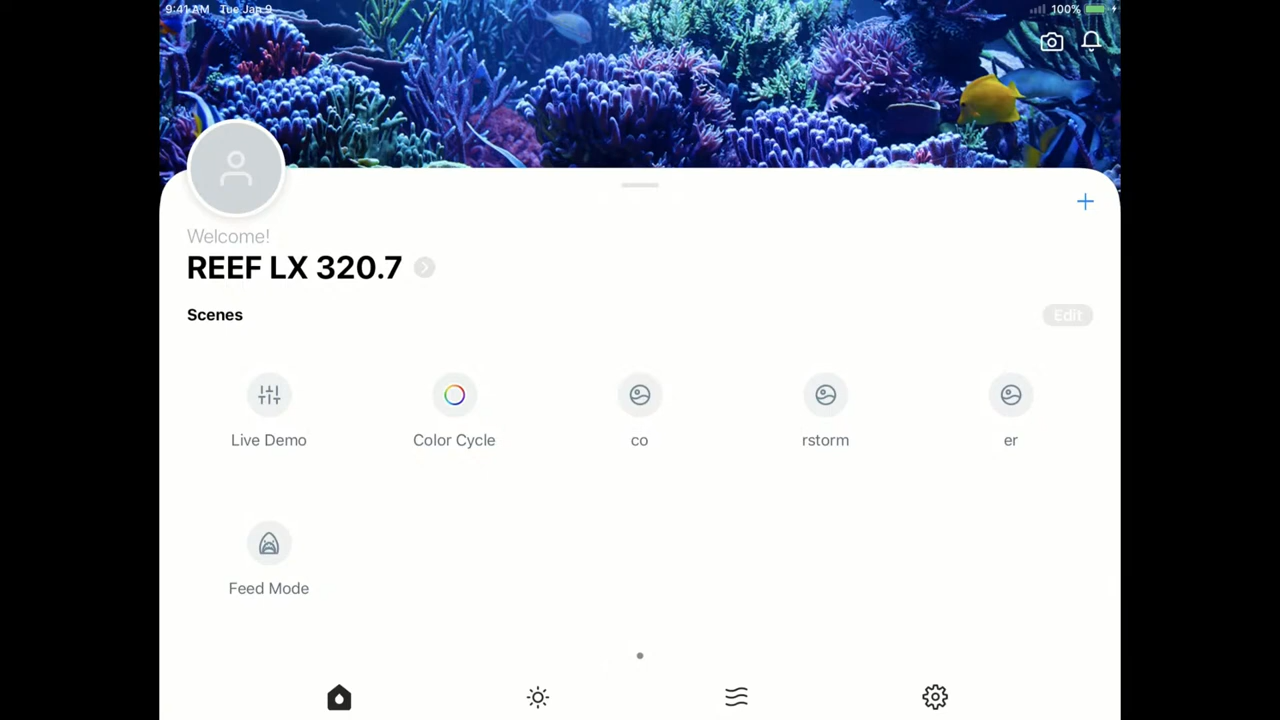 9:41 AM Tue Jan 9
100%
Welcome!
REEF LX 320.7
Scenes
Edit
Live Demo
Color Cycle
co
rstorm
er
Feed Mode